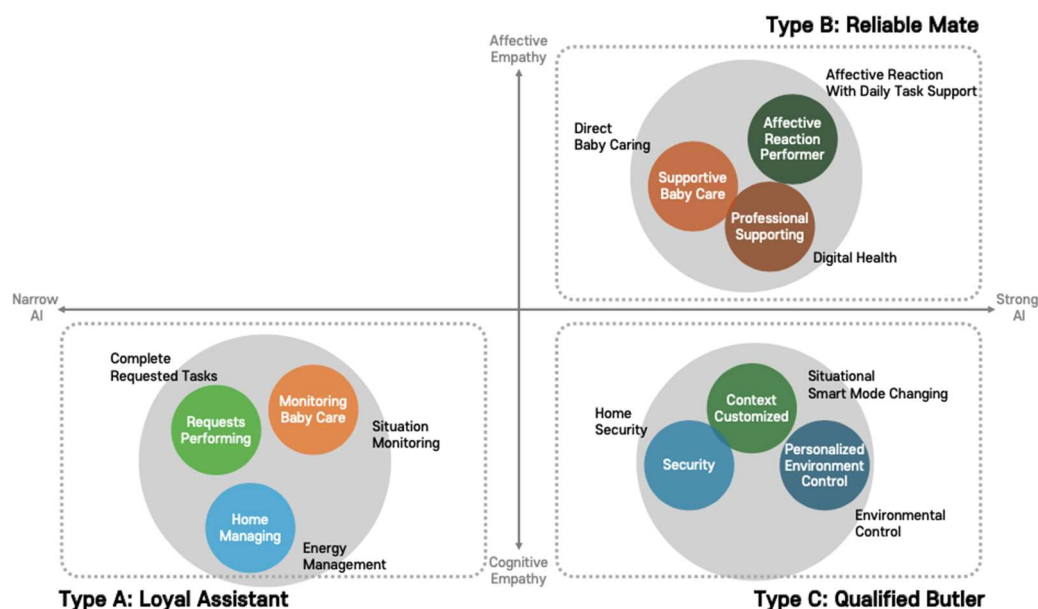 Type B: Reliable Mate
Affective
Empathy
Affective Reaction
With Daily Task Support
Direct
Baby Caring
Affective
Reaction
Performer
Supportive
Baby Care
Professional
Supporting
Digital Health
Narrow
AI
Strong
AI
Complete
Requested Tasks
Requests
Performing
Monitoring
Baby Care
Situation
Monitoring
Home
Managing
Energy
Management
Situational
Smart Mode Changing
Context
Customized
Home
Security
Security
Personalized
Environment
Control
Environmental
Control
Cognitive
Empathy
Type A: Loyal Assistant
Type C: Qualified Butler